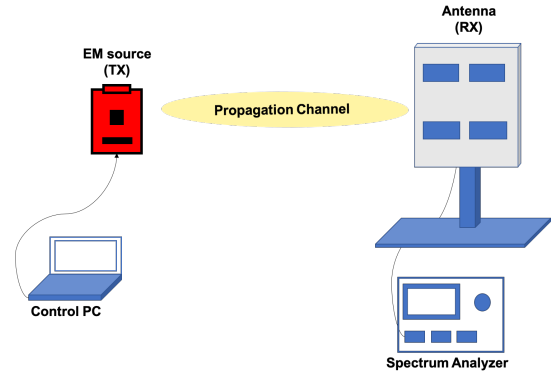 Antenna
(RX)
EM source
(TX)
Propagation Channel
Control PC
Spectrum Analyzer